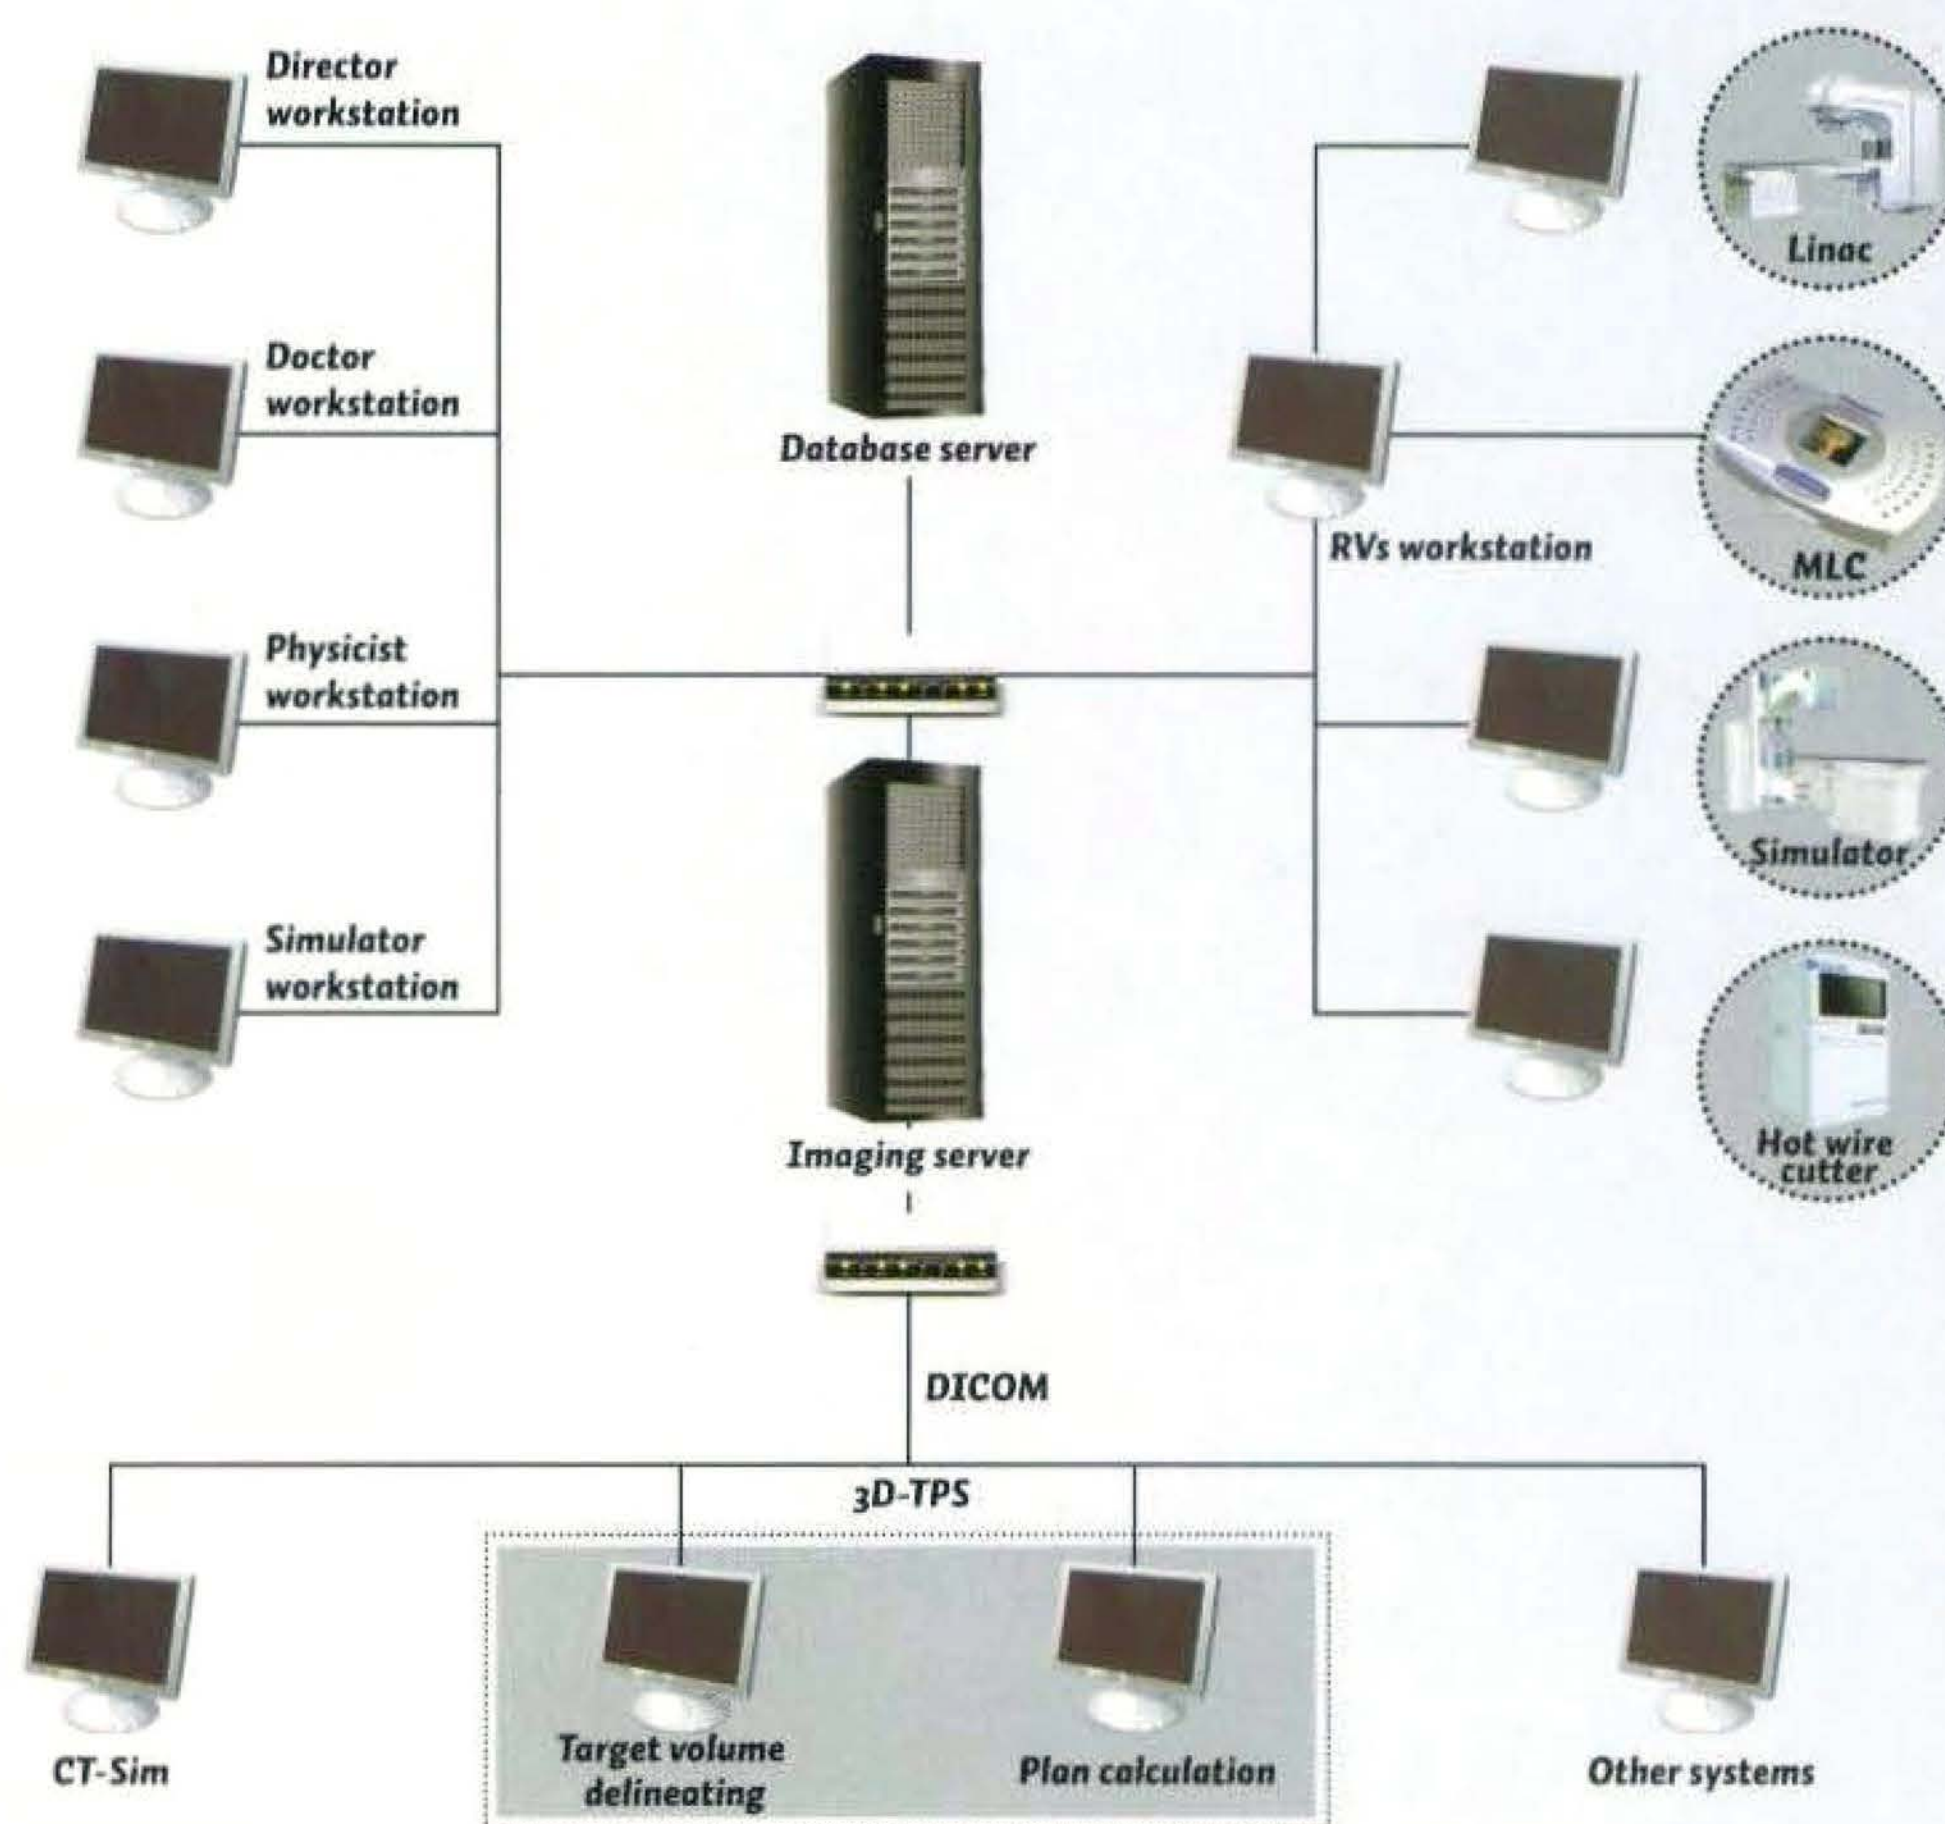 Director
workstation
Doctor
workstation
Physicist
workstation
Simulator
workstation
Database server
Imaging server
RVs workstation
Linac
MLC
Simulator
Hot wire
cutter
DICOM
3D-TPS
CT-Sim
Target volume
delineating
Plan calculation
Other systems